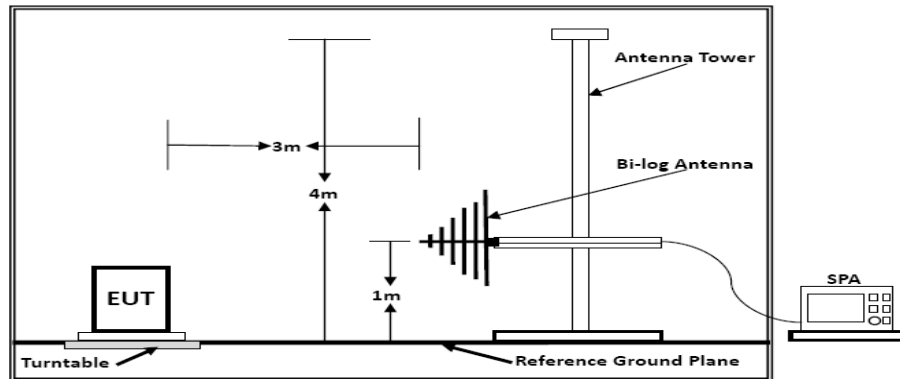 Antenna Tower
3m
Bi-log Antenna
4m
SPA
EUT
1m
Turntable
Reference Ground Plane